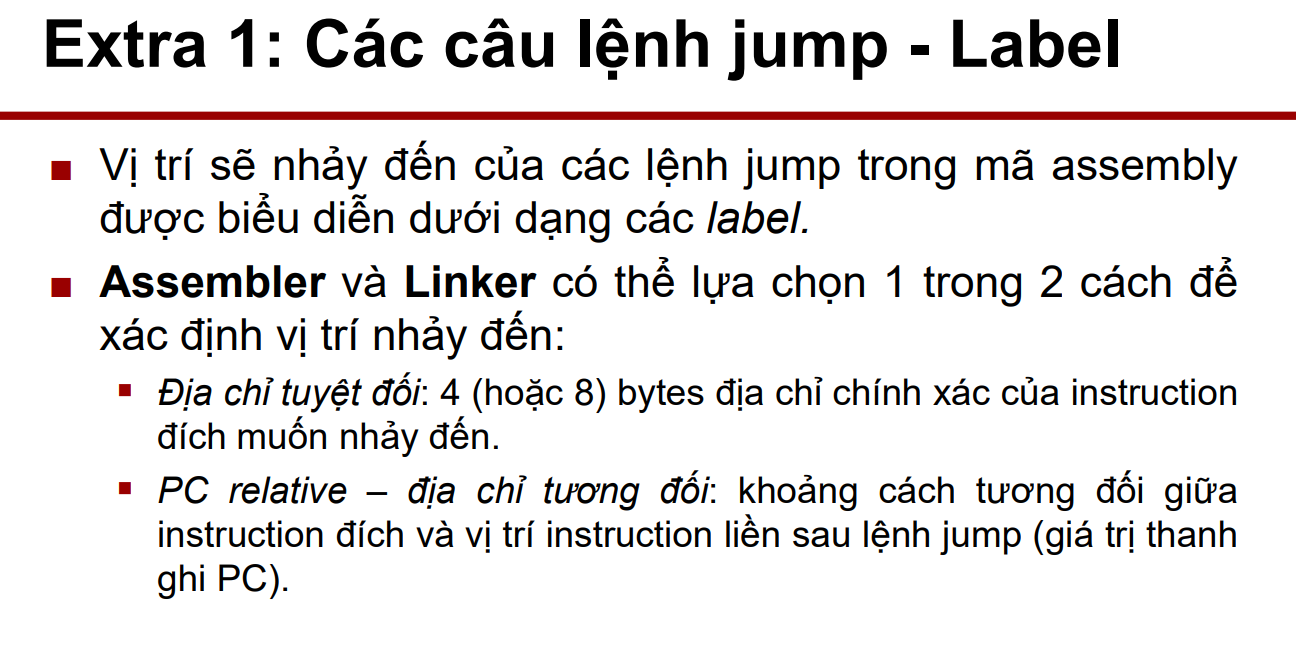 Extra 1: Các câu lệnh jump - Label
Vị trí sẽ nhảy đến của các lệnh jump trong mã assembly
được biểu diễn dưới dạng các label.
Assembler và Linker có thể lựa chọn 1 trong 2 cách để
xác định vị trí nhảy đến:
Địa chỉ tuyệt đối: 4 (hoặc 8) bytes địa chỉ chính xác của instruction
đích muốn nhảy đến.
PC relative – địa chỉ tương đối: khoảng cách tương đối giữa
instruction đích và vị trí instruction liền sau lệnh jump (giá trị thanh
ghi PC).